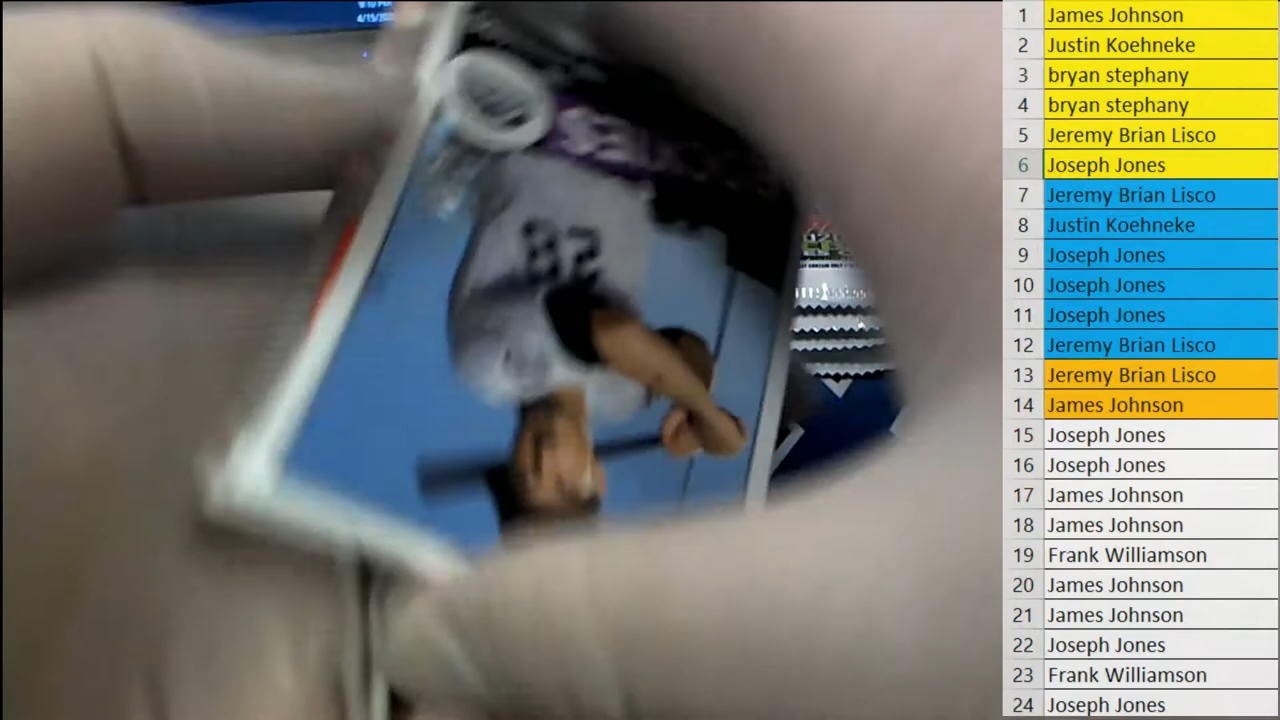 4/15/202
82
1 James Johnson
2 Justin Koehneke
3 bryan stephany
4 bryan stephany
5 Jeremy Brian Lisco
6 Joseph Jones
7 Jeremy Brian Lisco
8 Justin Koehneke
9 Joseph Jones
10 Joseph Jones
11 Joseph Jones
12 Jeremy Brian Lisco
13 Jeremy Brian Lisco
14 James Johnson
15 Joseph Jones
16 Joseph Jones
17 James Johnson
18 James Johnson
19 Frank Williamson
20 James Johnson
21 James Johnson
22 Joseph Jones
23 Frank Williamson
24 Joseph Jones